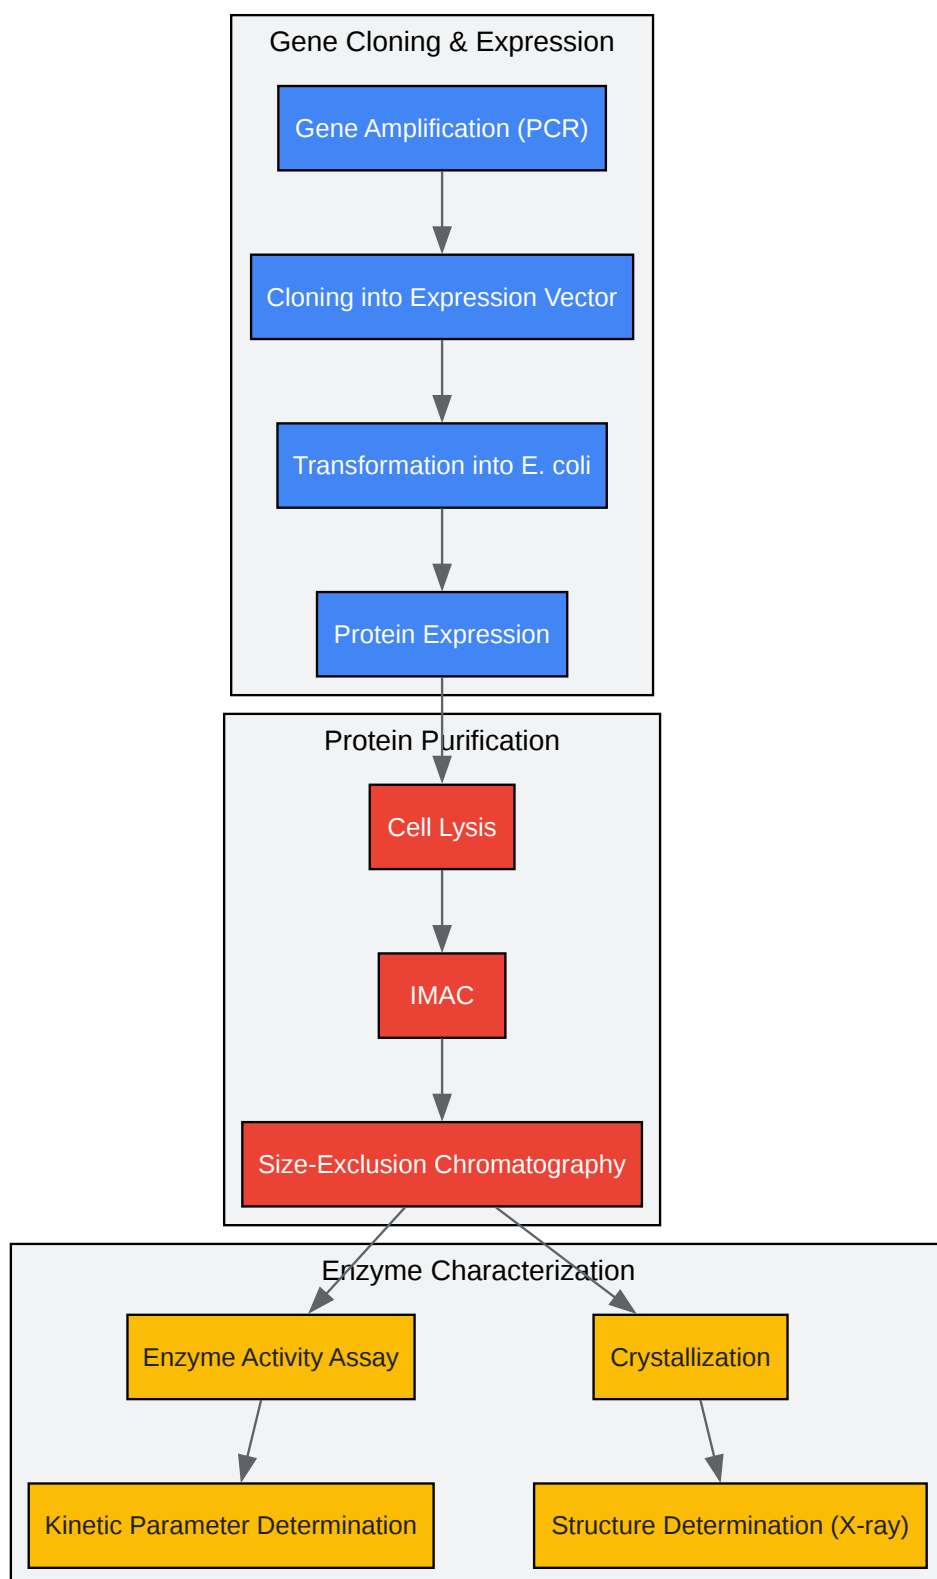 Gene Cloning & Expression
Gene Amplification (PCR)
Cloning into Expression Vector
Transformation into E. coli
Protein Expression
Protein Purification
Cell Lysis
IMAC
Size-Exclusion Chromatography
Enzyme Characterization
Enzyme Activity Assay
Crystallization
Kinetic Parameter Determination
Structure Determination (X-ray)